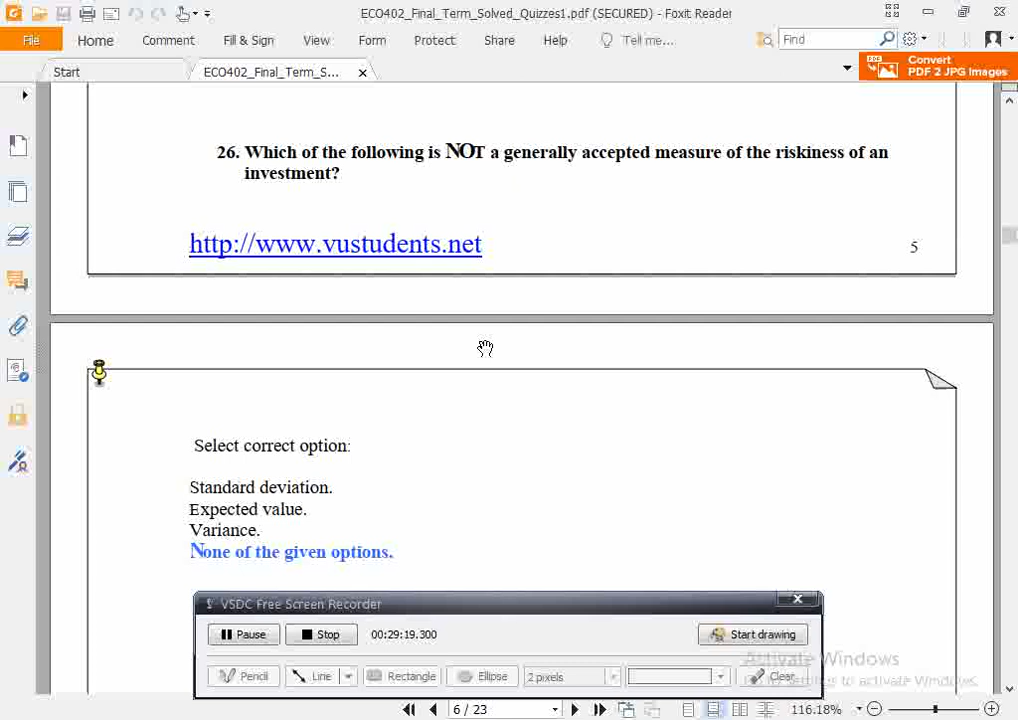 ECO402_Final_Term_Solved_Quizzes1.pdf (SECURED) - Foxit Reader
File Home Comment Fill & Sign View Form Protect Share Help Tell me... Find
Start ECO402_Final_Term_S... Convert
PDF 2 JPG Images
26. Which of the following is NOT a generally accepted measure of the riskiness of an
investment?
http://www.vustudents.net 5
Select correct option:
Standard deviation.
Expected value.
Variance.
None of the given options.
VSDC Free Screen Recorder
Pause Stop 00:29:19.300 Start drawing
Activate Windows
Pencil Line Rectangle Ellipse 2 pixels Clear
to activate Windows.
6 / 23 116.18%